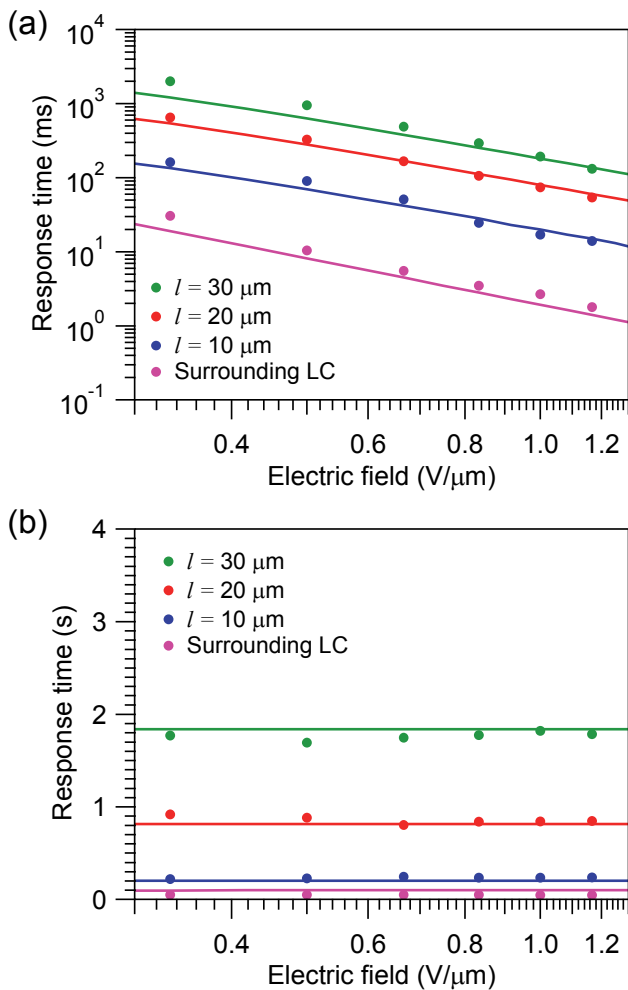 (a)
10^4
10^3
10^2
10^1
10^0
10^-1
Response time (ms)
l = 30 μm
l = 20 μm
l = 10 μm
Surrounding LC
0.4 0.6 0.8 1.0 1.2
Electric field (V/μm)
(b)
4
3
2
1
0
Response time (s)
l = 30 μm
l = 20 μm
l = 10 μm
Surrounding LC
0.4 0.6 0.8 1.0 1.2
Electric field (V/μm)